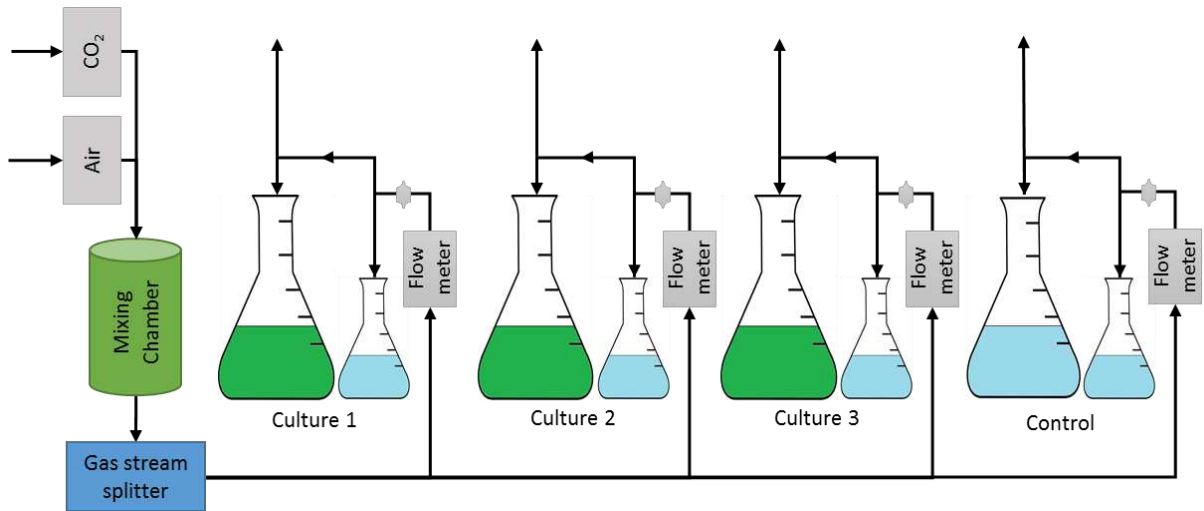 CO₂
Air
Mixing
Chamber
Gas stream
splitter
Flow
meter
Culture 1
Flow
meter
Culture 2
Flow
meter
Culture 3
Flow
meter
Control